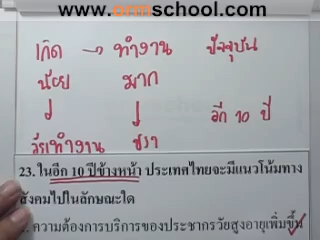 www.ormschool.com
เกิด → ทำงาน ปัจจุบัน
น้อย มาก
↓ ↓ อีก 10 ปี
วัยทำงาน ชรา
23. ในอีก 10 ปีข้างหน้า ประเทศไทยจะมีแนวโน้มทาง
สังคมไปในลักษณะใด
ความต้องการบริการของประชากรวัยสูงอายุเพิ่มขึ้น